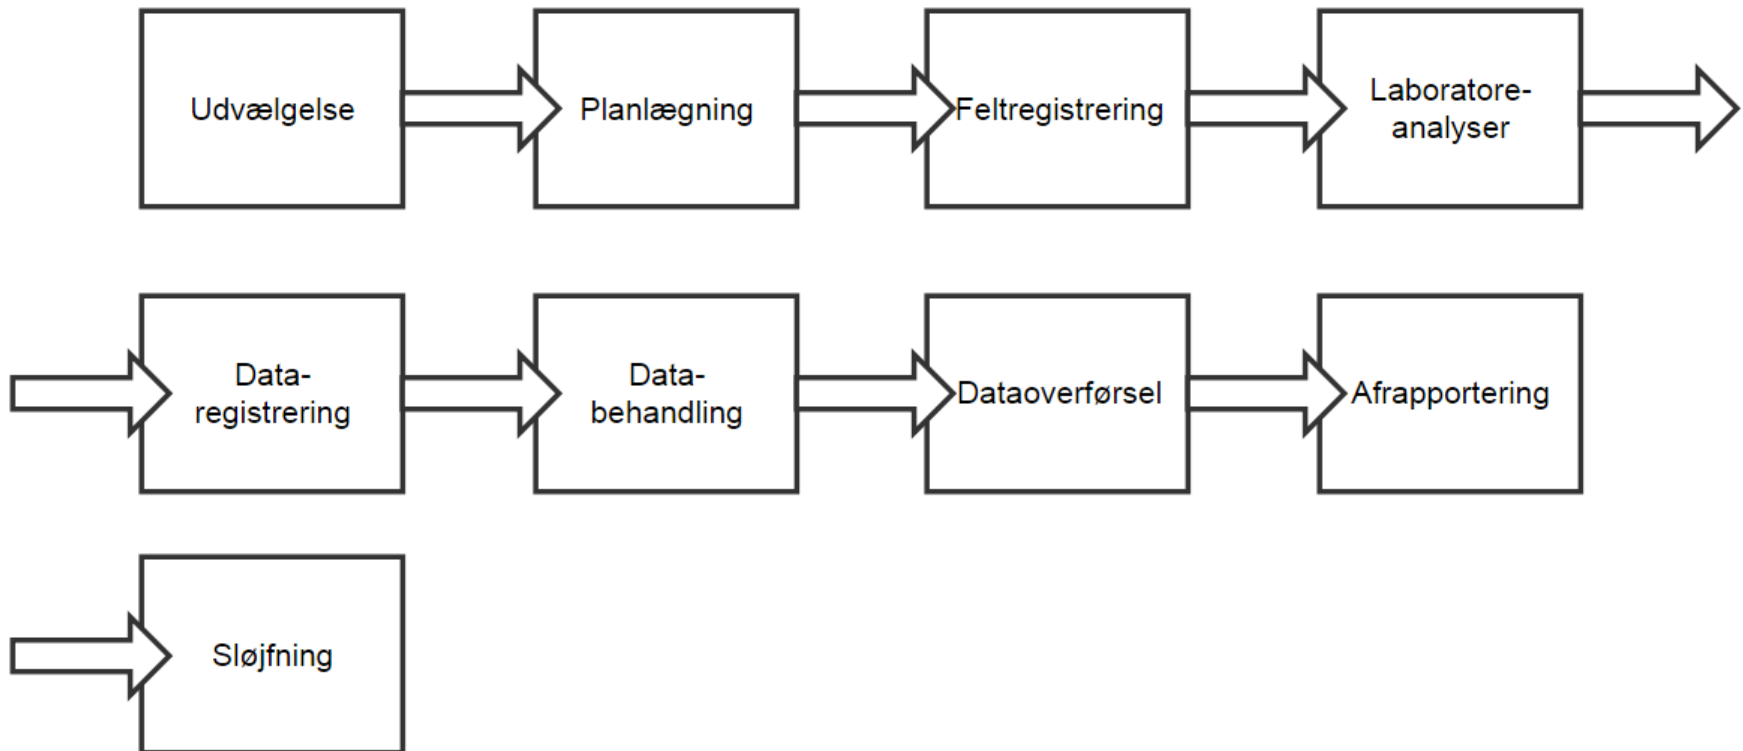 Udvælgelse
Planlægning
Feltregistrering
Laboratore-
analyser
Data-
registrering
Data-
behandling
Dataoverførsel
Afrapportering
Sløjfning